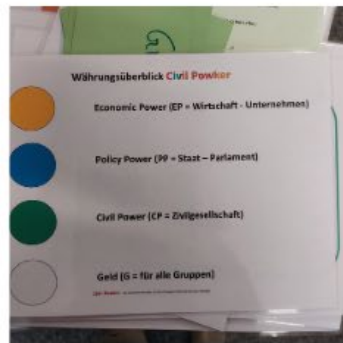 Währungsüberblick Civil Powker
Economic Power (EP = Wirtschaft - Unternehmen)
Policy Power (PP = Staat – Parlament)
Civil Power (CP = Zivilgesellschaft)
Geld (G = für alle Gruppen)